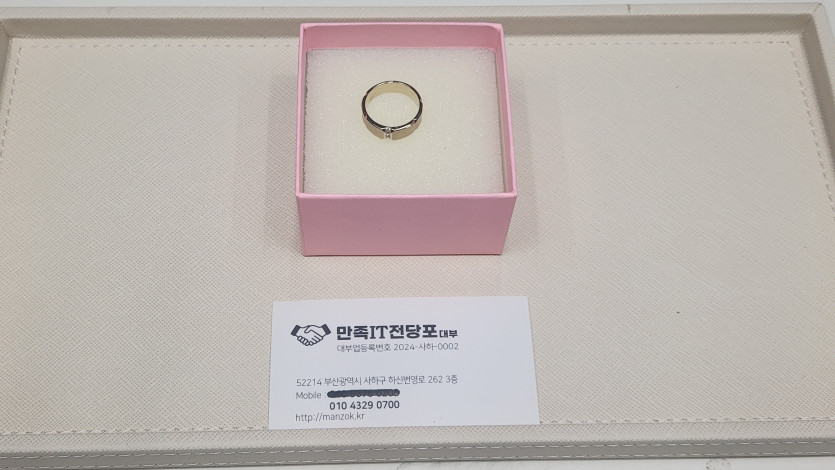 만족IT전당포대부
대부업등록번호 2024-사하-0002
52214 부산광역시 사하구 하신번영로 262 3층
Mobile :
010 4329 0700
http://manzok.kr